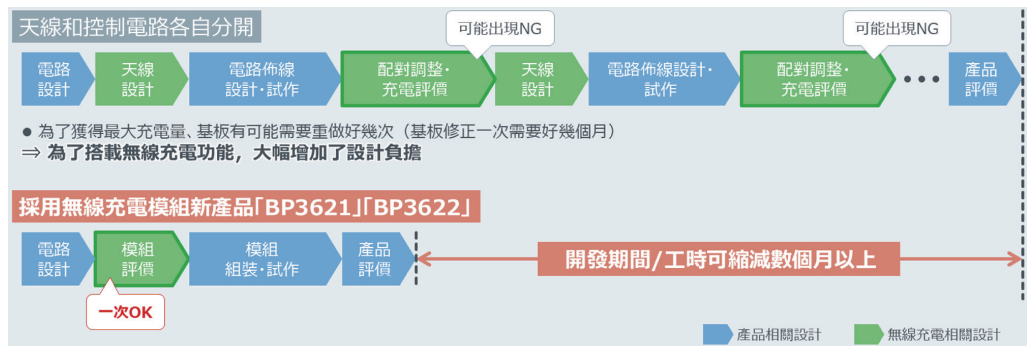 天線和控制電路各自分開
可能出現NG
可能出現NG
電路
設計
天線
設計
電路佈線
設計・試作
配對調整・
充電評價
天線
設計
電路佈線設計・
試作
配對調整・
充電評價
•••
產品
評價
● 為了獲得最大充電量、基板有可能需要重做好幾次（基板修正一次需要好幾個月）
⇒ 為了搭載無線充電功能，大幅增加了設計負擔
採用無線充電模組新產品「BP3621」「BP3622」
電路
設計
模組
評價
模組
組裝・試作
產品
評價
開發期間/工時可縮減數個月以上
一次OK
產品相關設計
無線充電相關設計